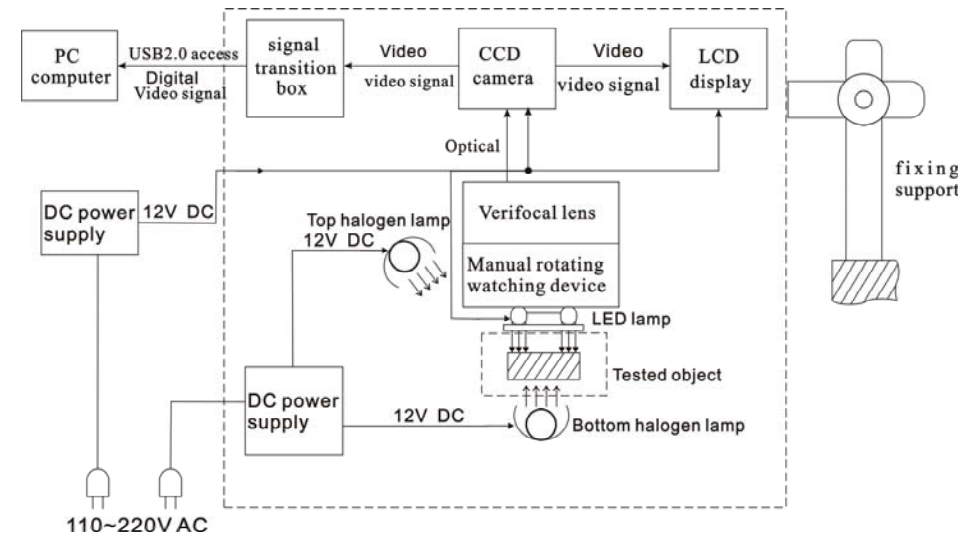 PC
computer
USB2.0 access
Digital
Video signal
signal
transition
box
Video
video signal
CCD
camera
Video
video signal
LCD
display
Optical
fixing
support
DC power
supply
12V DC
Top halogen lamp
12V DC
Verifocal lens
Manual rotating
watching device
LED lamp
Tested object
DC power
supply
12V DC
Bottom halogen lamp
110~220V AC